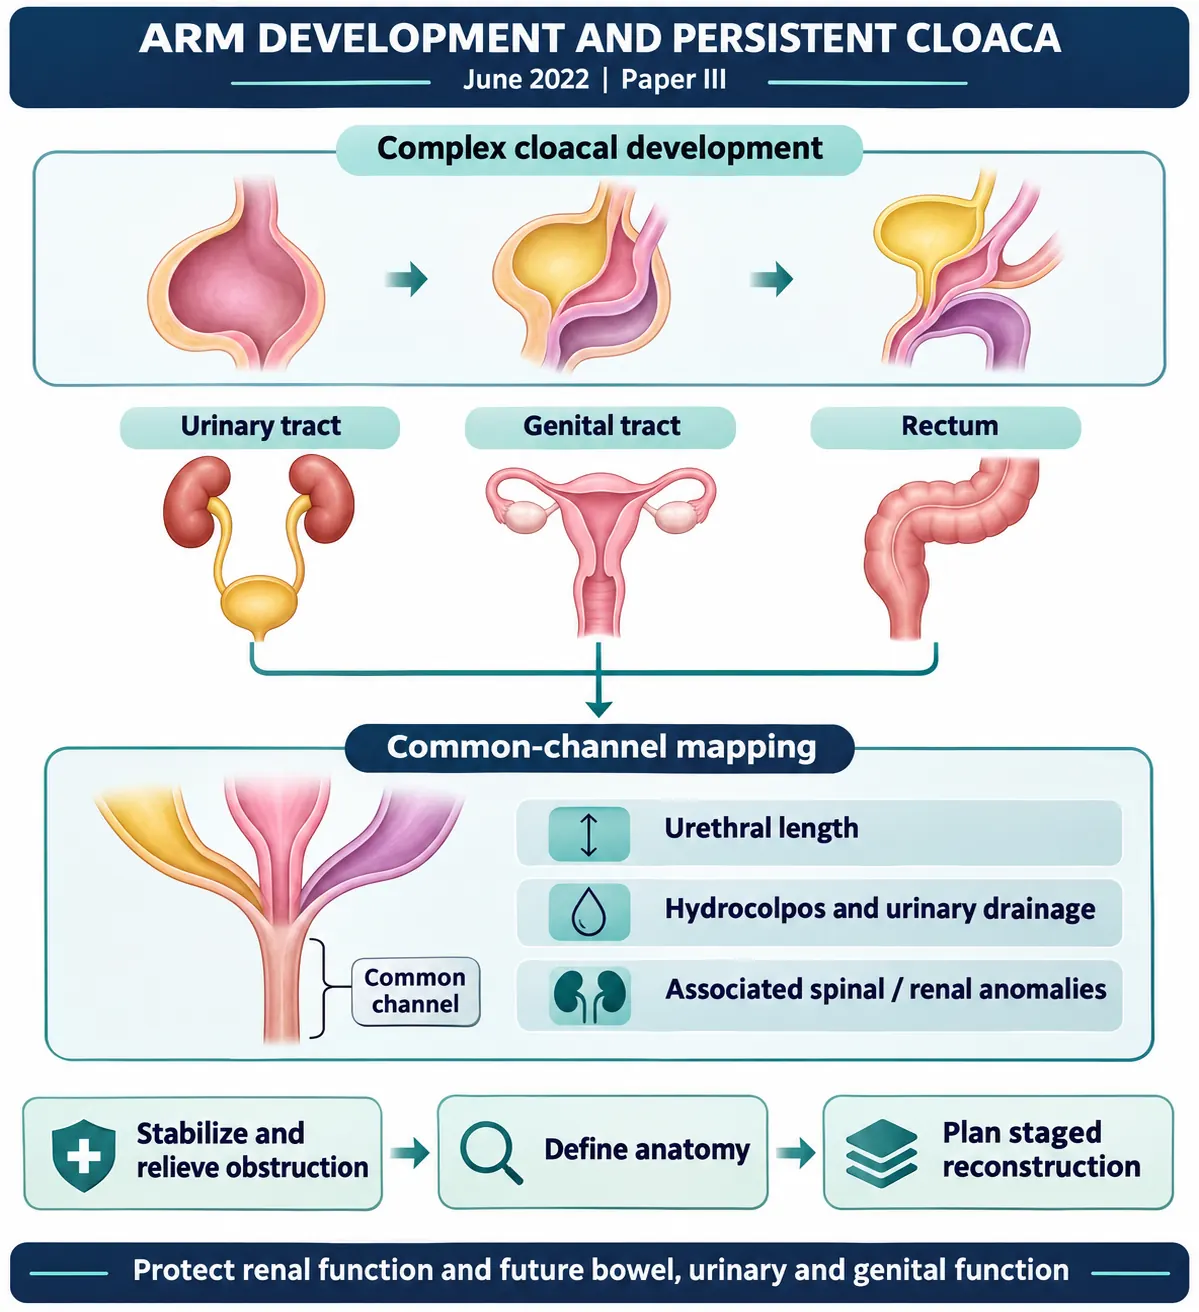 ARM DEVELOPMENT AND PERSISTENT CLOACA
June 2022 | Paper III
Complex cloacal development
Urinary tract
Genital tract
Rectum
Common-channel mapping
Common
channel
Urethral length
Hydrocolpos and urinary drainage
Associated spinal / renal anomalies
Stabilize and
relieve obstruction
Define anatomy
Plan staged
reconstruction
Protect renal function and future bowel, urinary and genital function